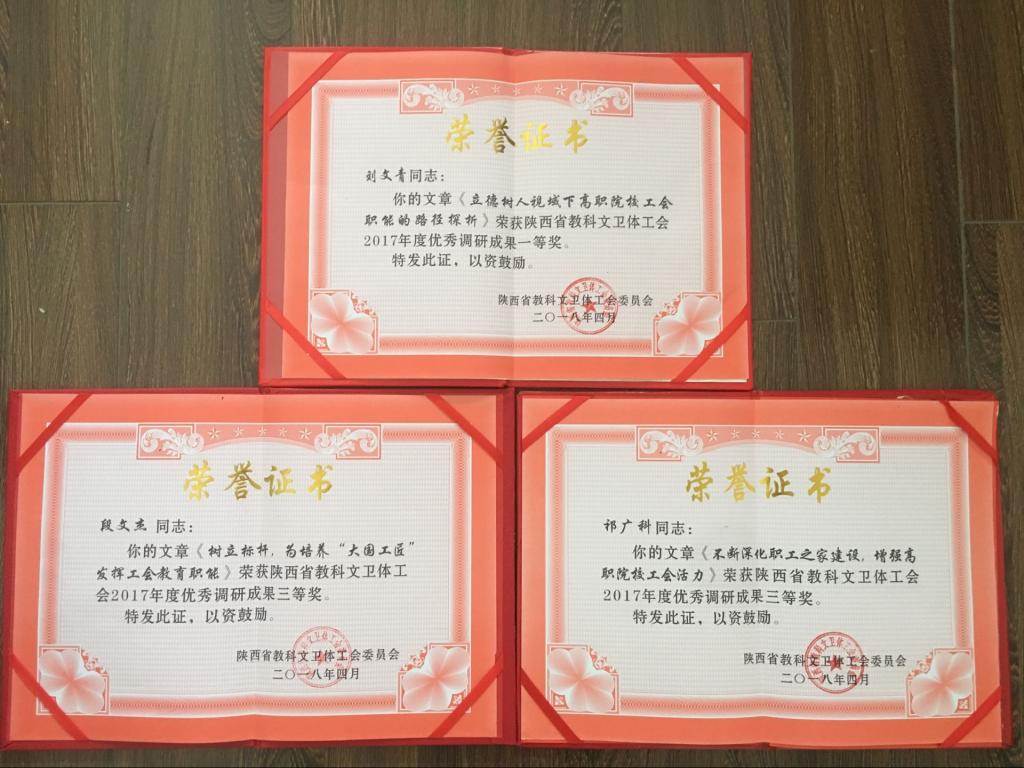 荣誉证书
刘文青同志：
你的文章《立德树人视域下高职院校工会
职能的路径探析》荣获陕西省教科文卫体工会
2017年度优秀调研成果一等奖。
特发此证，以资鼓励。
陕西省教科文卫体工会委员会
二〇一八年四月
荣誉证书
段文杰同志：
你的文章《树立标杆，为培养“大国工匠”
发挥工会教育职能》荣获陕西省教科文卫体工
会2017年度优秀调研成果三等奖。
特发此证，以资鼓励。
陕西省教科文卫体工会委员会
二〇一八年四月
荣誉证书
祁广科同志：
你的文章《不断深化职工之家建设，增强高
职院校工会活力》荣获陕西省教科文卫体工会
2017年度优秀调研成果三等奖。
特发此证，以资鼓励。
陕西省教科文卫体工会委员会
二〇一八年四月